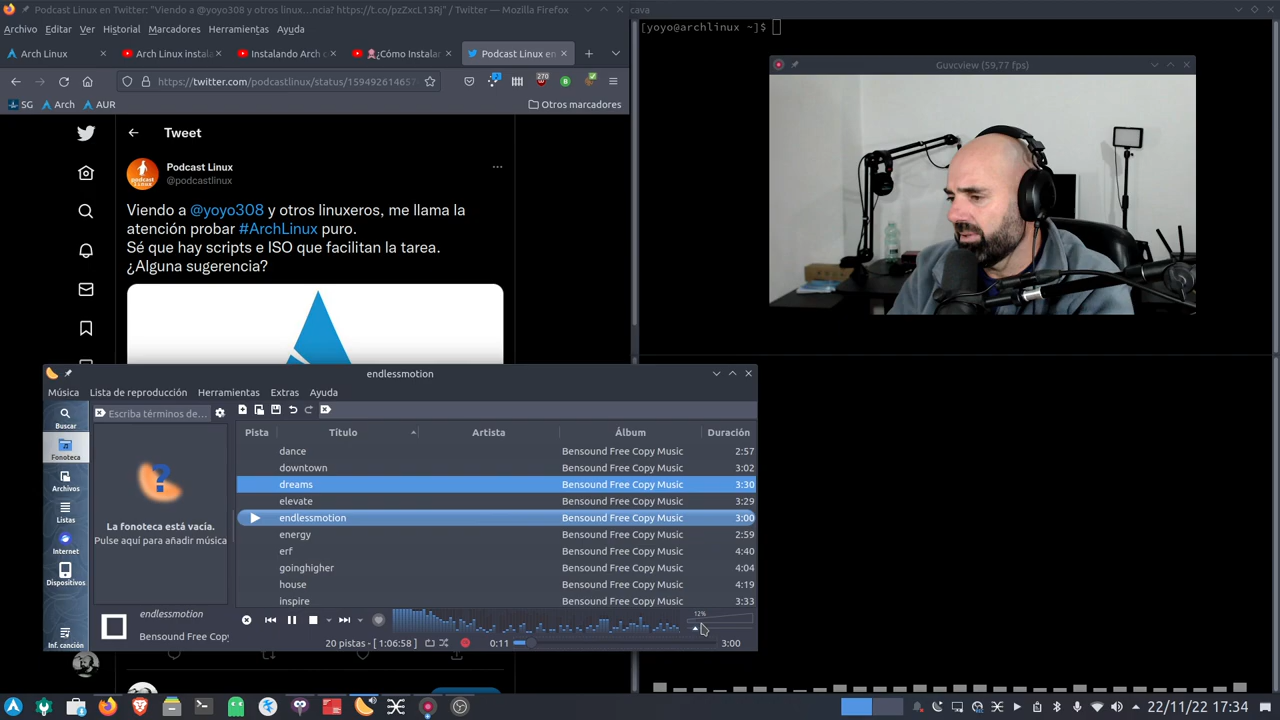 Podcast Linux en Twitter: "Viendo a @yoyo308 y otros linux...ncia? https://t.co/pzZxcL13Rj" / Twitter — Mozilla Firefox
cava
Archivo Editar Ver Historial Marcadores Herramientas Ayuda
[yoyo@archlinux ~]$
Arch Linux
Arch Linux instal
Instalando Arch c
¿Cómo Instalar
Podcast Linux en
https://twitter.com/podcastlinux/status/159492614657
270
SG Arch AUR Otros marcadores
Guvcview (59,77 fps)
Tweet
Podcast Linux
@podcastlinux
Viendo a @yoyo308 y otros linuxeros, me llama la
atención probar #ArchLinux puro.
Sé que hay scripts e ISO que facilitan la tarea.
¿Alguna sugerencia?
endlessmotion
Música Lista de reproducción Herramientas Extras Ayuda
Buscar
Fonoteca
Archivos
Listas
Internet
Dispositivos
Inf. canción
Escriba términos de...
La fonoteca está vacía.
Pulse aquí para añadir música
Pista Título Artista Álbum Duración
dance Bensound Free Copy Music 2:57
downtown Bensound Free Copy Music 3:02
dreams Bensound Free Copy Music 3:30
elevate Bensound Free Copy Music 3:29
endlessmotion Bensound Free Copy Music 3:00
energy Bensound Free Copy Music 2:59
erf Bensound Free Copy Music 4:40
goinghigher Bensound Free Copy Music 4:04
house Bensound Free Copy Music 4:19
inspire Bensound Free Copy Music 3:33
endlessmotion
Bensound Free Copy
12%
20 pistas - [ 1:06:58 ] 0:11 3:00
22/11/22 17:34